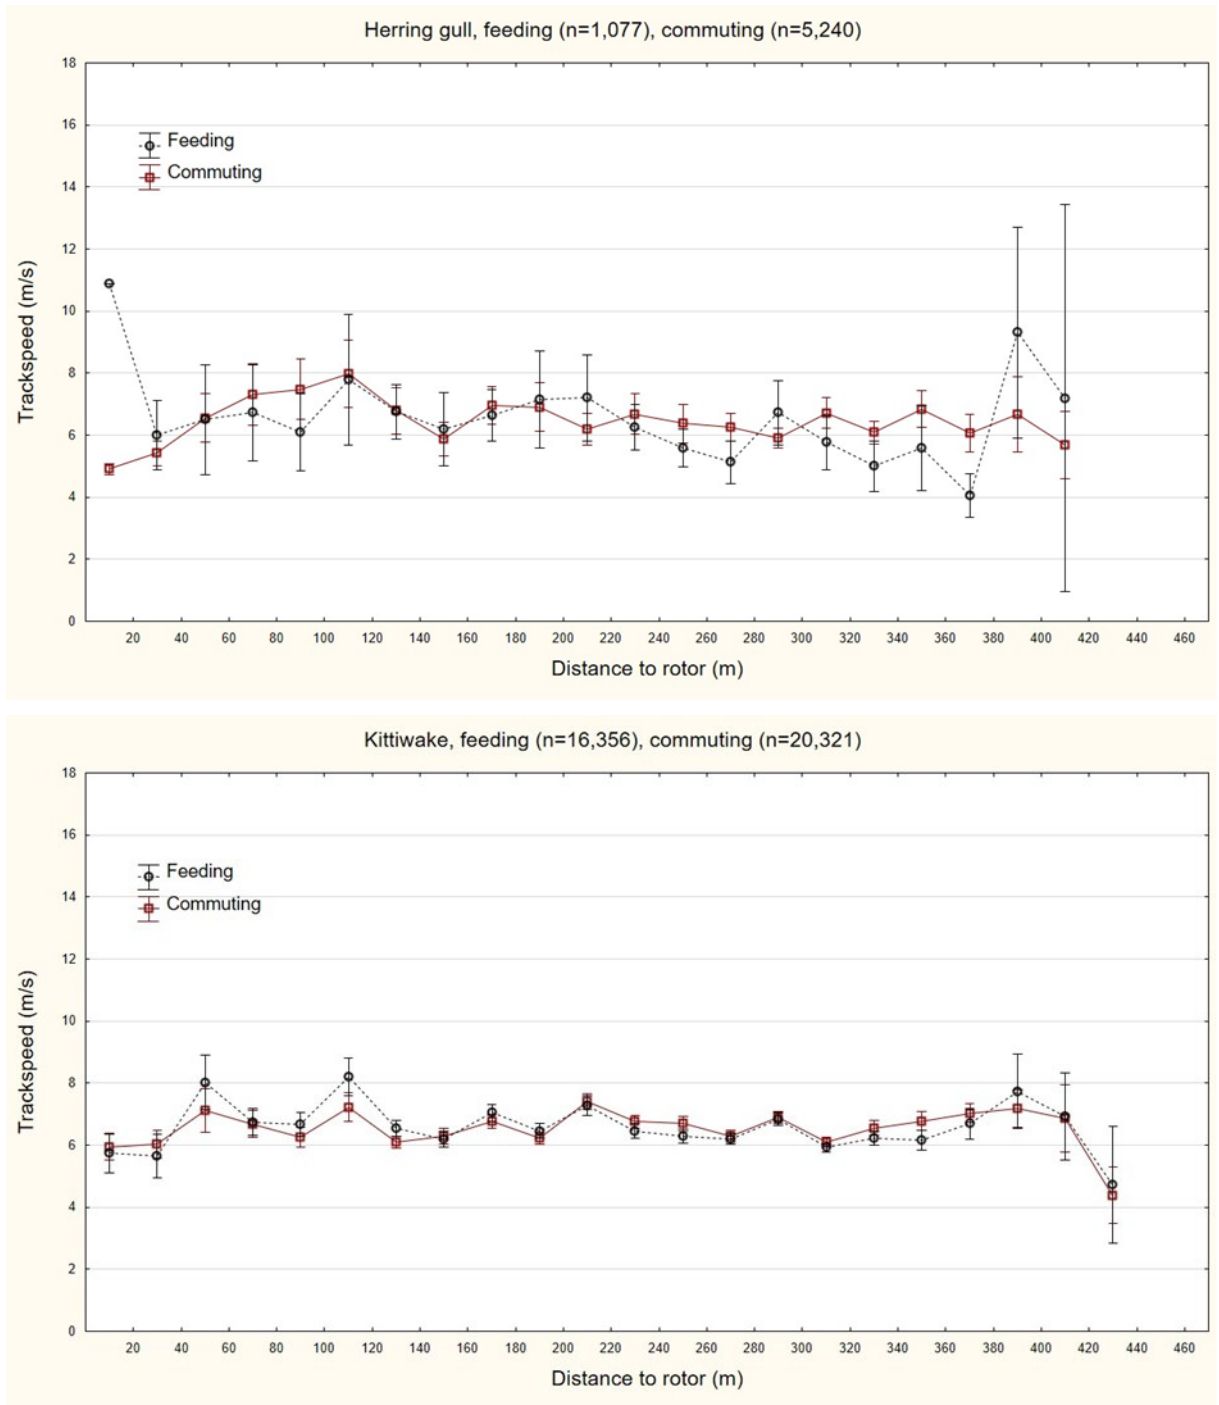 Herring gull, feeding (n=1,077), commuting (n=5,240)
18
16
Feeding
Commuting
14
12
10
8
6
4
2
0
Trackspeed (m/s)
20 40 60 80 100 120 140 160 180 200 220 240 260 280 300 320 340 360 380 400 420 440 460
Distance to rotor (m)
Kittiwake, feeding (n=16,356), commuting (n=20,321)
18
16
Feeding
Commuting
14
12
10
8
6
4
2
0
Trackspeed (m/s)
20 40 60 80 100 120 140 160 180 200 220 240 260 280 300 320 340 360 380 400 420 440 460
Distance to rotor (m)